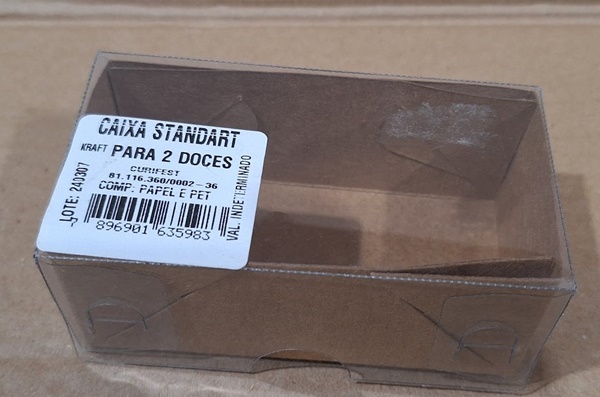 CAIXA STANDART
KRAFT PARA 2 DOCES
CURIFEST
81.116.360/0002-36
COMP: PAPEL E PET
896901 635983
LOTE: 240307
VAL. INDETERMINADO